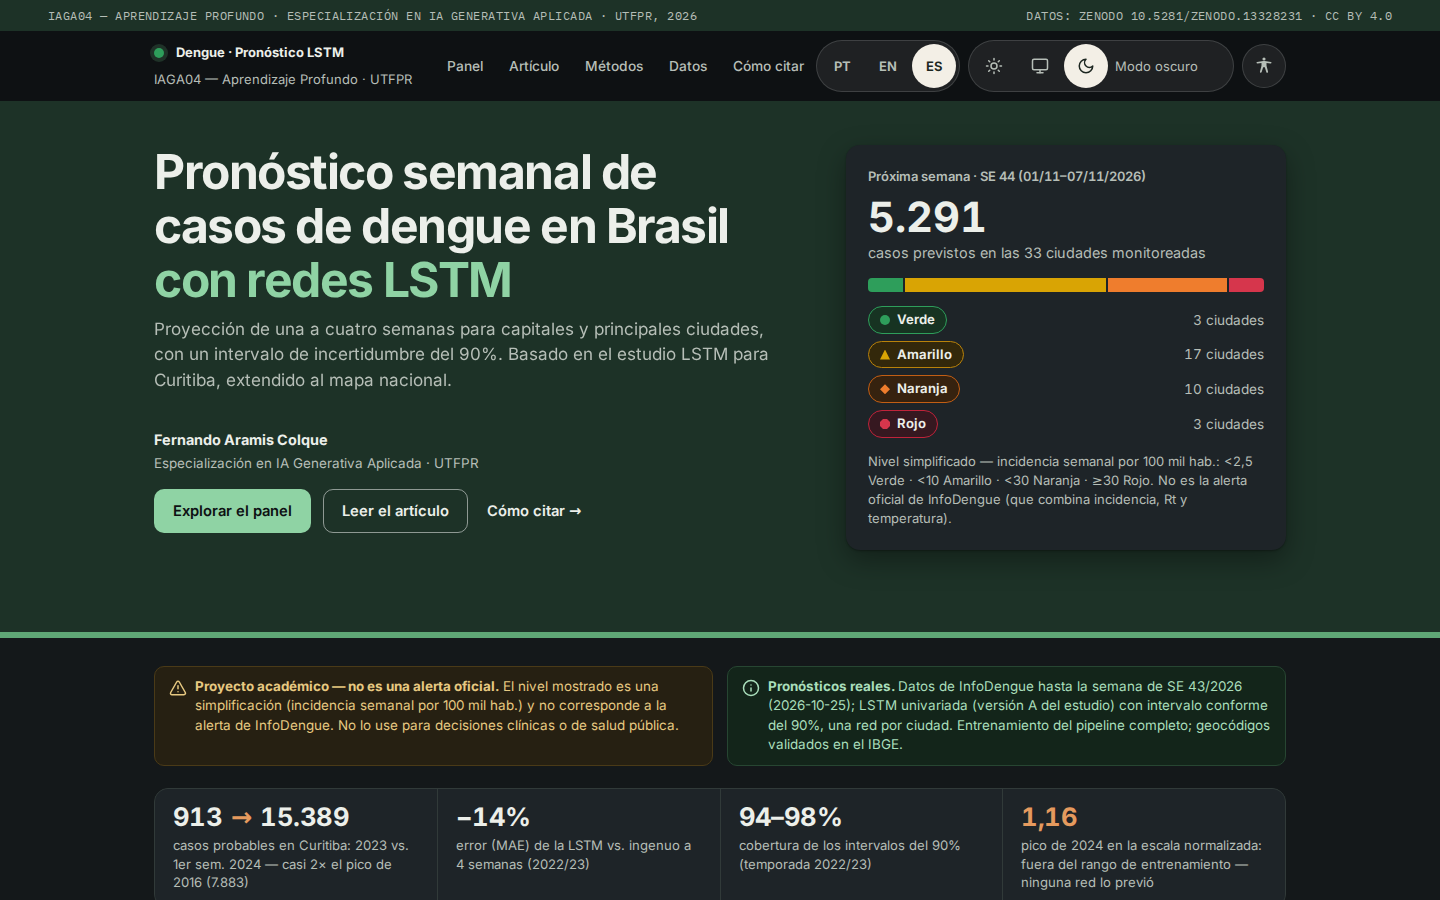 IAGA04 — APRENDIZAJE PROFUNDO · ESPECIALIZACIÓN EN IA GENERATIVA APLICADA · UTFPR, 2026
DATOS: ZENODO 10.5281/ZENODO.13328231 · CC BY 4.0
Dengue · Pronóstico LSTM
IAGA04 — Aprendizaje Profundo · UTFPR
Panel
Artículo
Métodos
Datos
Cómo citar
PT
EN
ES
Modo oscuro
Pronóstico semanal de
casos de dengue en Brasil
con redes LSTM
Proyección de una a cuatro semanas para capitales y principales ciudades,
con un intervalo de incertidumbre del 90%. Basado en el estudio LSTM para
Curitiba, extendido al mapa nacional.
Fernando Aramis Colque
Especialización en IA Generativa Aplicada · UTFPR
Explorar el panel
Leer el artículo
Cómo citar →
Próxima semana · SE 44 (01/11–07/11/2026)
5.291
casos previstos en las 33 ciudades monitoreadas
Verde
3 ciudades
Amarillo
17 ciudades
Naranja
10 ciudades
Rojo
3 ciudades
Nivel simplificado — incidencia semanal por 100 mil hab.: <2,5
Verde · <10 Amarillo · <30 Naranja · ≥30 Rojo. No es la alerta
oficial de InfoDengue (que combina incidencia, Rt y
temperatura).
Proyecto académico — no es una alerta oficial. El nivel mostrado es una
simplificación (incidencia semanal por 100 mil hab.) y no corresponde a la
alerta de InfoDengue. No lo use para decisiones clínicas o de salud pública.
Pronósticos reales. Datos de InfoDengue hasta la semana de SE 43/2026
(2026-10-25); LSTM univariada (versión A del estudio) con intervalo conforme
del 90%, una red por ciudad. Entrenamiento del pipeline completo; geocódigos
validados en el IBGE.
913 → 15.389
casos probables en Curitiba: 2023 vs.
1er sem. 2024 — casi 2× el pico de
2016 (7.883)
−14%
error (MAE) de la LSTM vs. ingenuo a
4 semanas (2022/23)
94–98%
cobertura de los intervalos del 90%
(temporada 2022/23)
1,16
pico de 2024 en la escala normalizada:
fuera del rango de entrenamiento —
ninguna red lo previó